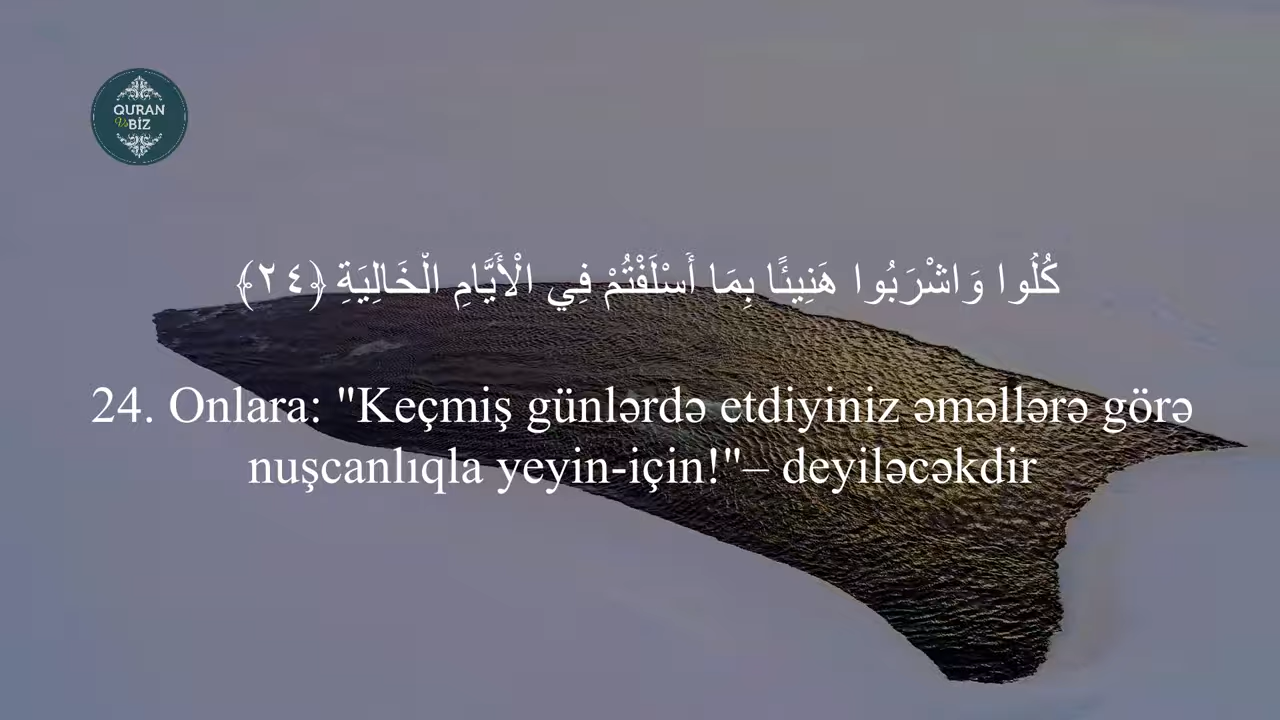 QURAN
Və BİZ
كُلُوا وَاشْرَبُوا هَنِيئًا بِمَا أَسْلَفْتُمْ فِي الْأَيَّامِ الْخَالِيَةِ ﴿٢٤﴾
24. Onlara: "Keçmiş günlərdə etdiyiniz əməllərə görə
nuşcanlıqla yeyin-için!"– deyiləcəkdir